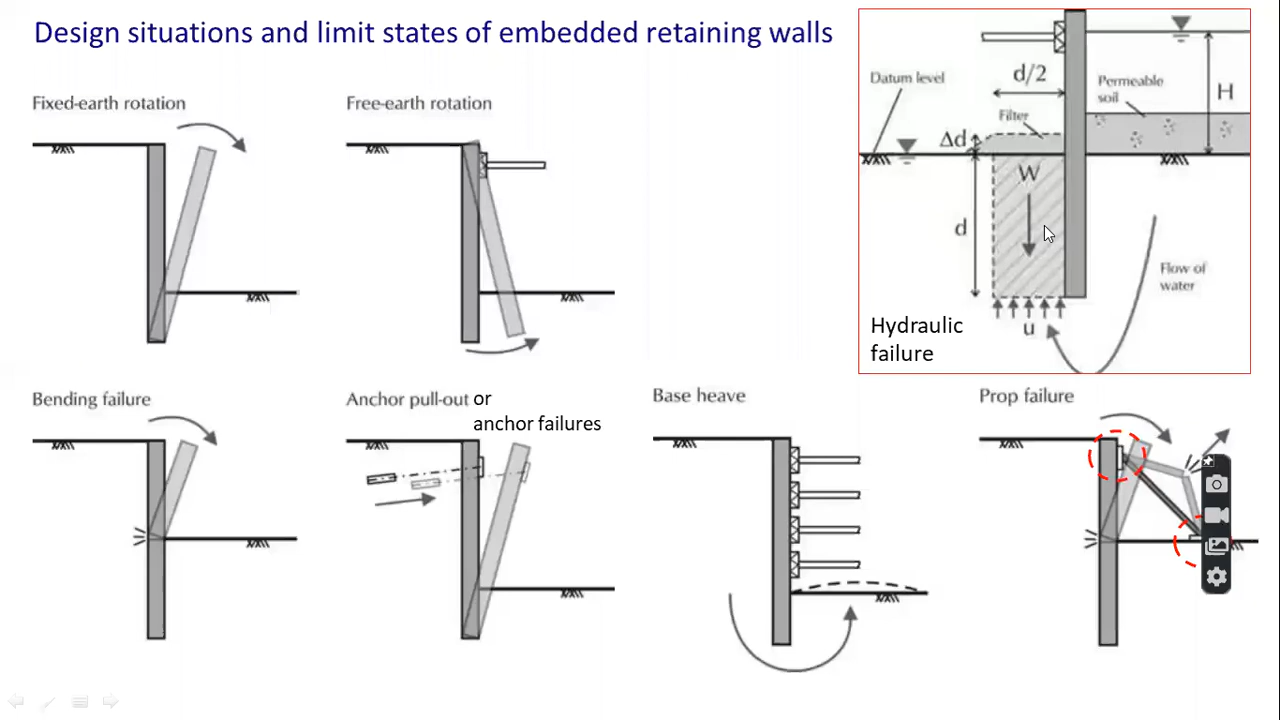 Design situations and limit states of embedded retaining walls
Fixed-earth rotation
Free-earth rotation
Datum level
d/2
Permeable
soil
H
Filter
Δd
W
d
Flow of
water
u
Hydraulic
failure
Bending failure
Anchor pull-out or
anchor failures
Base heave
Prop failure